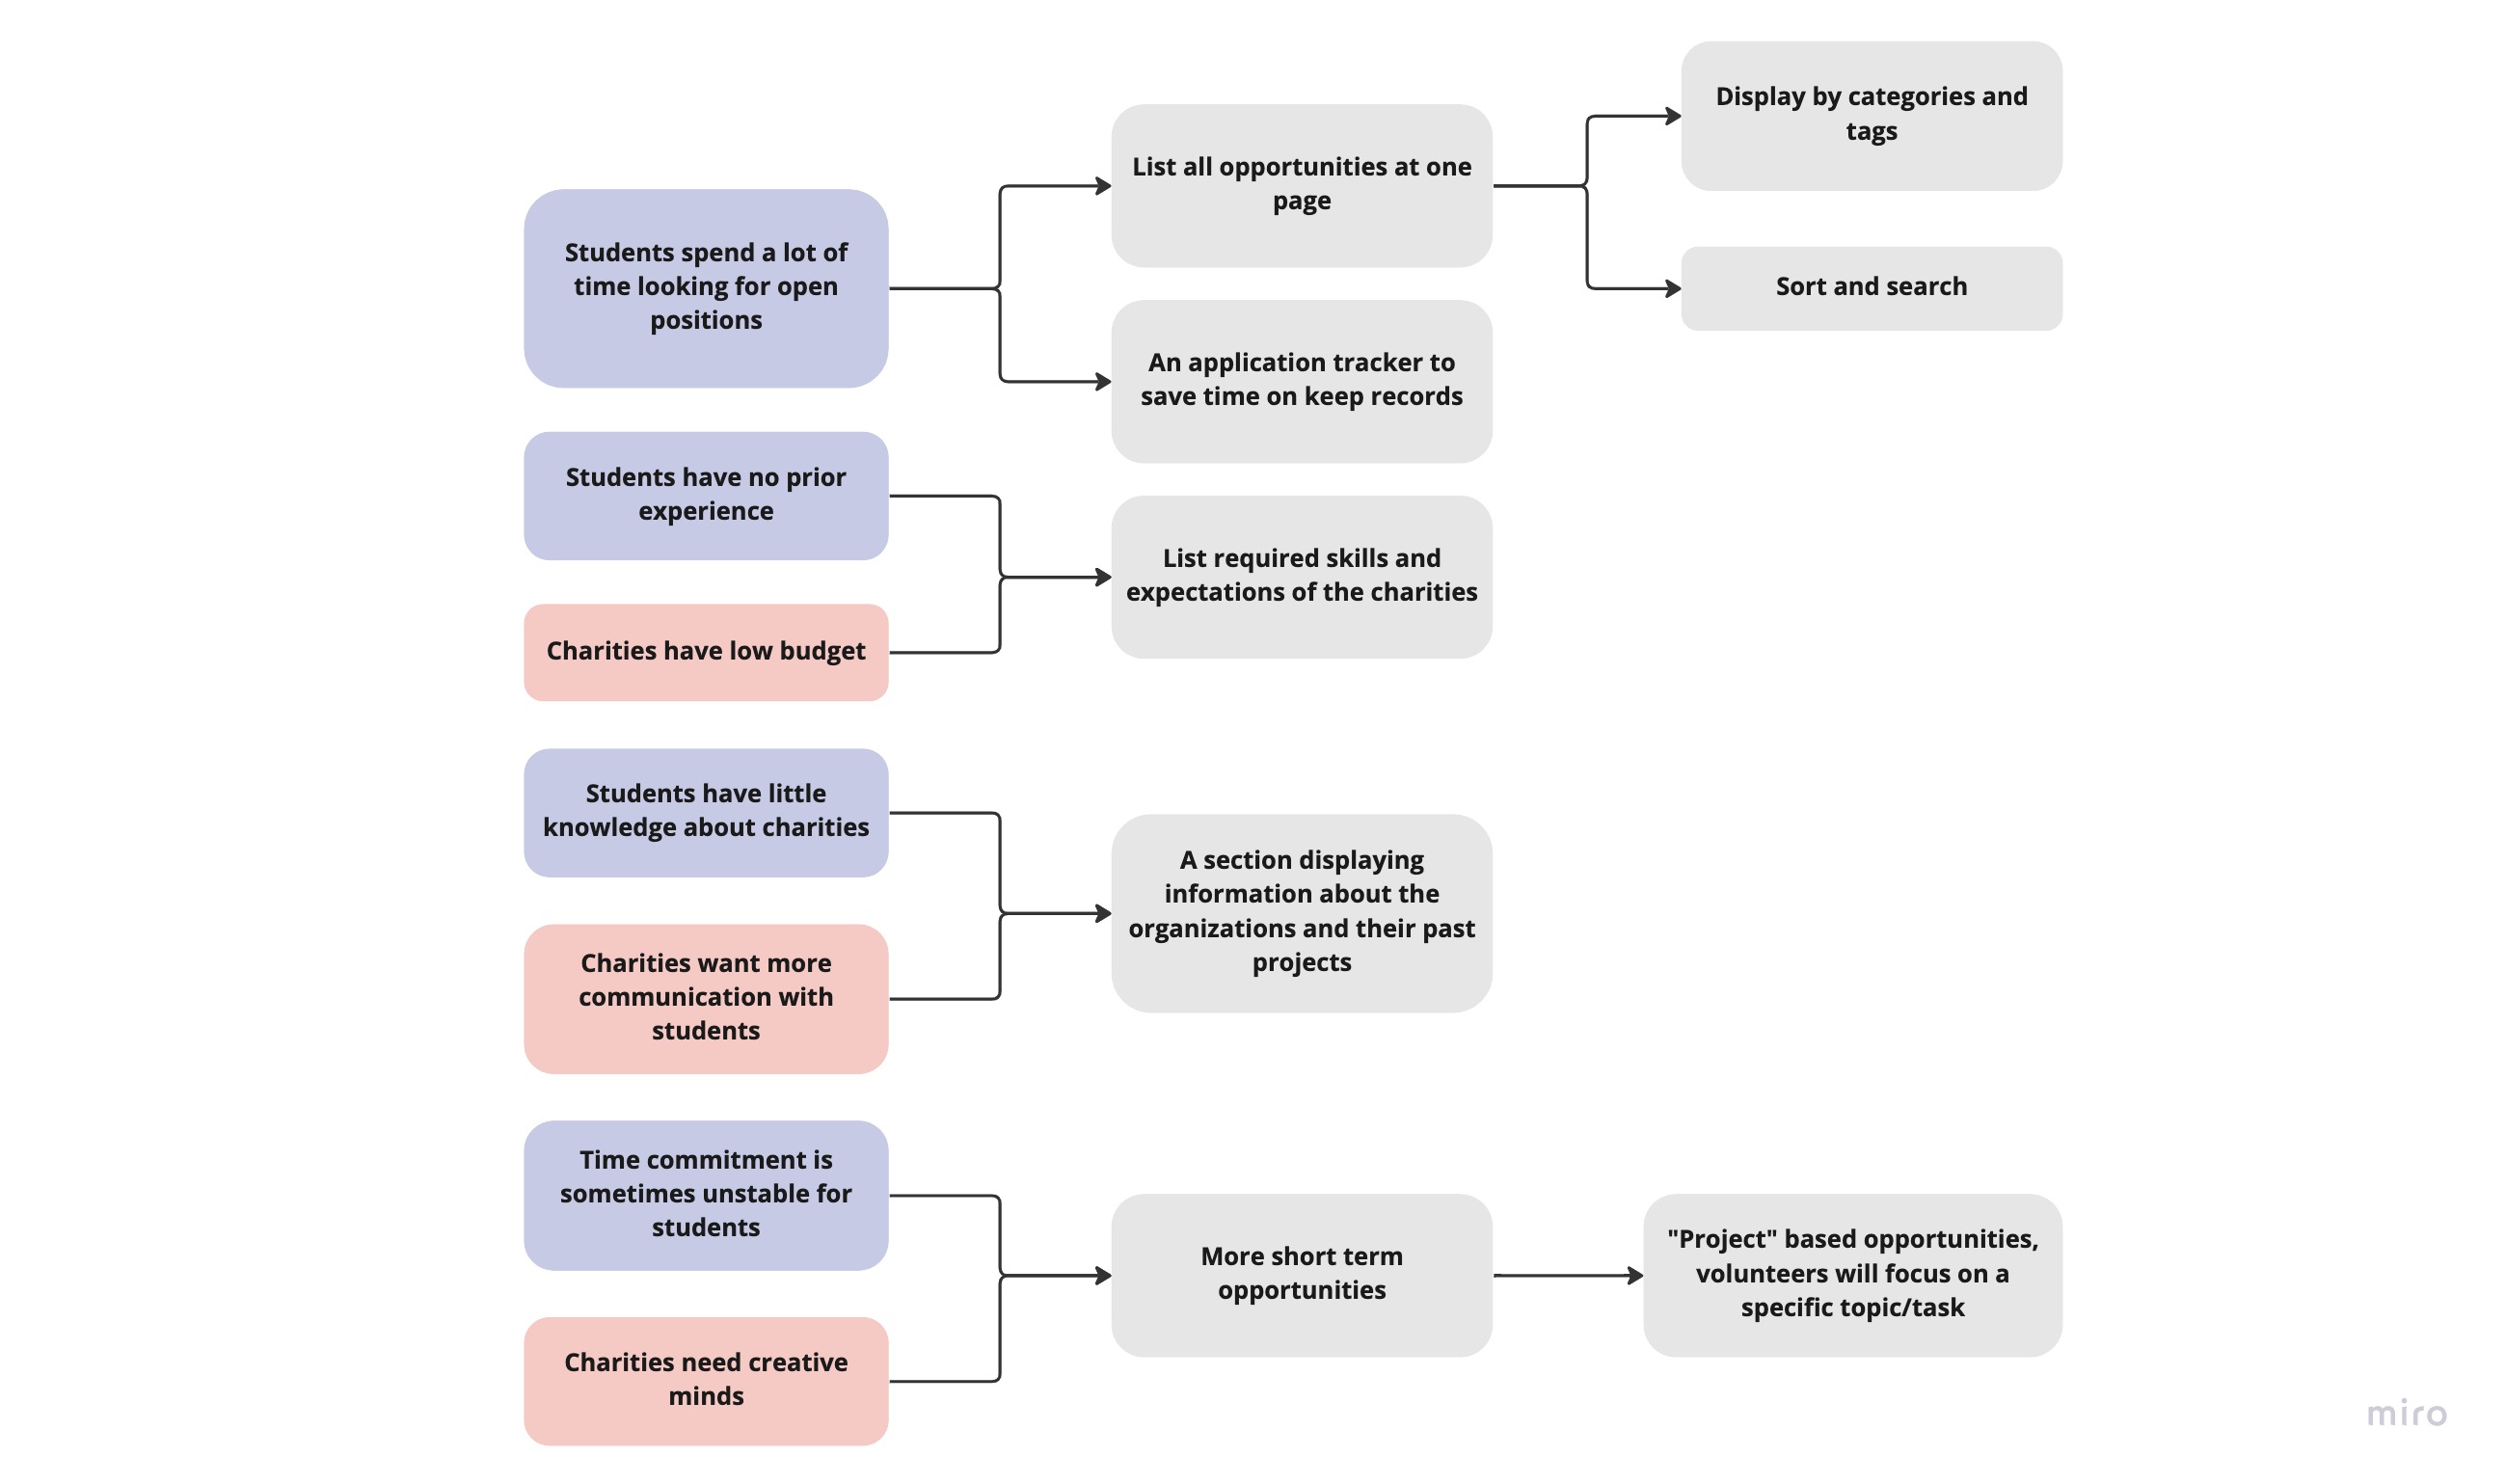 Students spend a lot of
time looking for open
positions
List all opportunities at one
page
Display by categories and
tags
Sort and search
An application tracker to
save time on keep records
Students have no prior
experience
Charities have low budget
List required skills and
expectations of the charities
Students have little
knowledge about charities
Charities want more
communication with
students
A section displaying
information about the
organizations and their past
projects
Time commitment is
sometimes unstable for
students
Charities need creative
minds
More short term
opportunities
"Project" based opportunities,
volunteers will focus on a
specific topic/task
miro